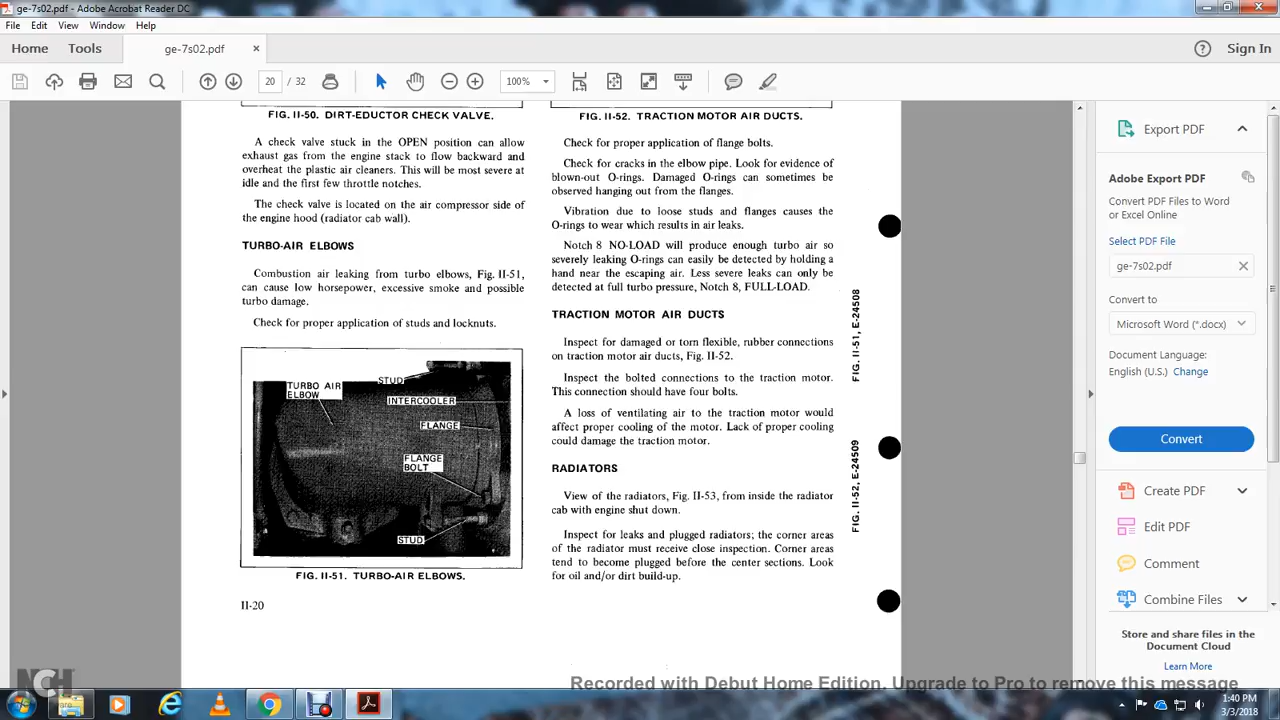 ge-7s02.pdf - Adobe Acrobat Reader DC
File Edit View Window Help
Home Tools ge-7s02.pdf × ? Sign In
20 / 32 100%
FIG. II-50. DIRT-EDUCTOR CHECK VALVE.
A check valve stuck in the OPEN position can allow
exhaust gas from the engine stack to flow backward and
overheat the plastic air cleaners. This will be most severe at
idle and the first few throttle notches.
The check valve is located on the air compressor side of
the engine hood (radiator cab wall).
TURBO-AIR ELBOWS
Combustion air leaking from turbo elbows, Fig. II-51,
can cause low horsepower, excessive smoke and possible
turbo damage.
Check for proper application of studs and locknuts.
STUD
TURBO AIR
ELBOW
INTERCOOLER
FLANGE
FLANGE
BOLT
STUD
FIG. II-51. TURBO-AIR ELBOWS.
II-20
FIG. II-52. TRACTION MOTOR AIR DUCTS.
Check for proper application of flange bolts.
Check for cracks in the elbow pipe. Look for evidence of
blown-out O-rings. Damaged O-rings can sometimes be
observed hanging out from the flanges.
Vibration due to loose studs and flanges causes the
O-rings to wear which results in air leaks.
Notch 8 NO-LOAD will produce enough turbo air so
severely leaking O-rings can easily be detected by holding a
hand near the escaping air. Less severe leaks can only be
detected at full turbo pressure, Notch 8, FULL-LOAD.
TRACTION MOTOR AIR DUCTS
Inspect for damaged or torn flexible, rubber connections
on traction motor air ducts, Fig. II-52.
Inspect the bolted connections to the traction motor.
This connection should have four bolts.
A loss of ventilating air to the traction motor would
affect proper cooling of the motor. Lack of proper cooling
could damage the traction motor.
RADIATORS
View of the radiators, Fig. II-53, from inside the radiator
cab with engine shut down.
Inspect for leaks and plugged radiators; the corner areas
of the radiator must receive close inspection. Corner areas
tend to become plugged before the center sections. Look
for oil and/or dirt build-up.
FIG. II-51, E-24508
FIG. II-52, E-24509
Export PDF
Adobe Export PDF
Convert PDF Files to Word
or Excel Online
Select PDF File
ge-7s02.pdf
Convert to
Microsoft Word (*.docx)
Document Language:
English (U.S.) Change
Convert
Create PDF
Edit PDF
Comment
Combine Files
Store and share files in the
Document Cloud
Learn More
NCH
Recorded with Debut Home Edition. Upgrade to Pro to remove this message
1:40 PM
3/3/2018